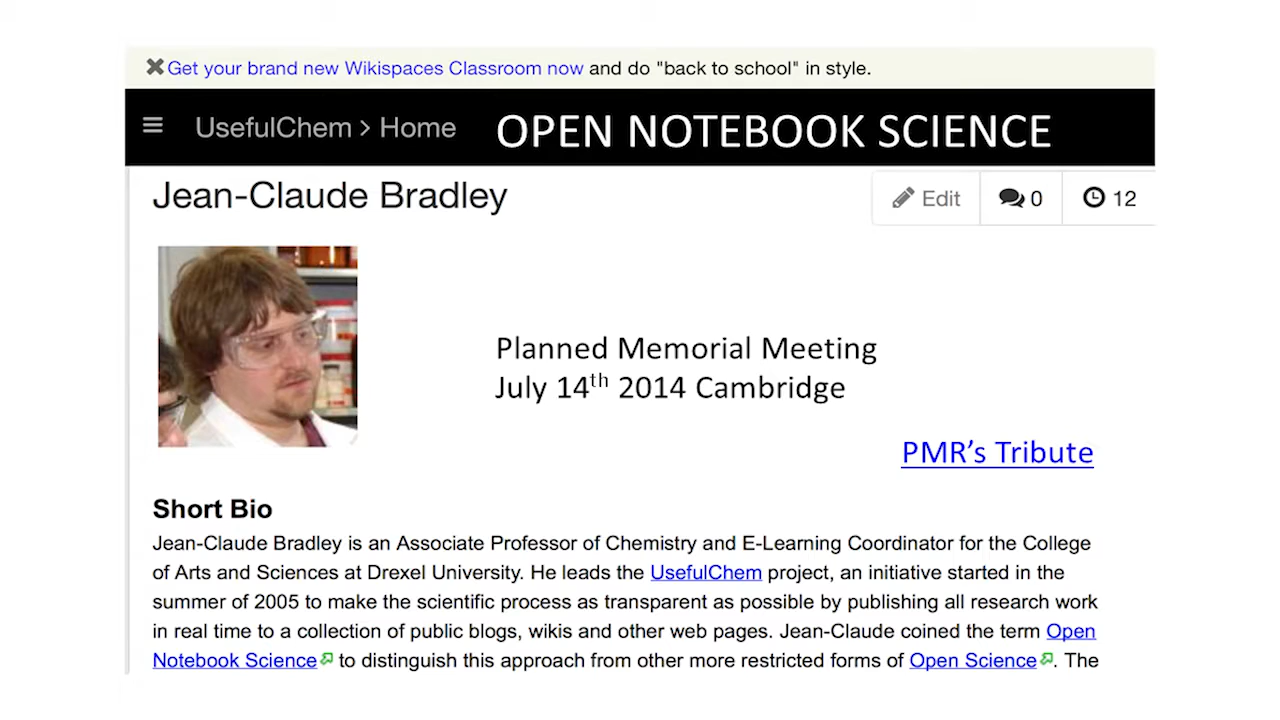 Get your brand new Wikispaces Classroom now and do "back to school" in style.
UsefulChem > Home OPEN NOTEBOOK SCIENCE
Jean-Claude Bradley
Edit 0 12
Planned Memorial Meeting
July 14th 2014 Cambridge
PMR’s Tribute
Short Bio
Jean-Claude Bradley is an Associate Professor of Chemistry and E-Learning Coordinator for the College
of Arts and Sciences at Drexel University. He leads the UsefulChem project, an initiative started in the
summer of 2005 to make the scientific process as transparent as possible by publishing all research work
in real time to a collection of public blogs, wikis and other web pages. Jean-Claude coined the term Open
Notebook Science to distinguish this approach from other more restricted forms of Open Science. The